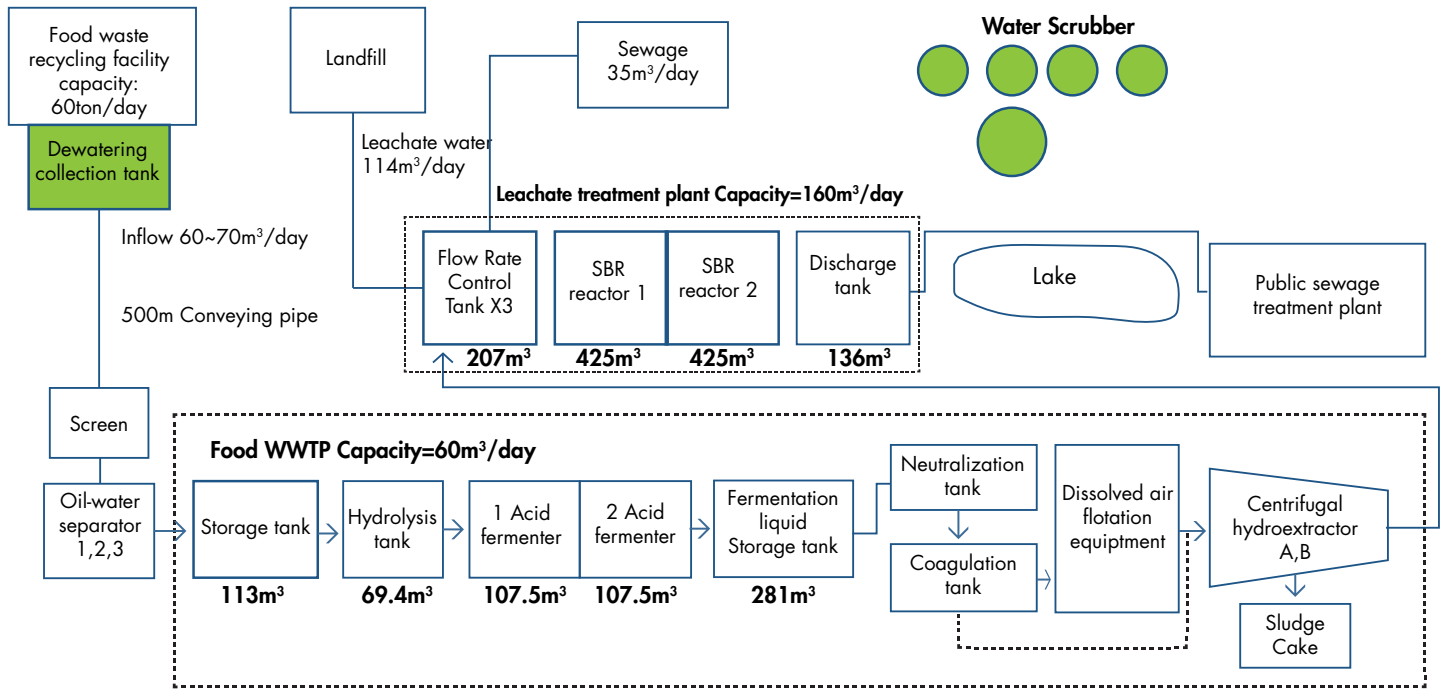 Food waste
recycling facility
capacity:
60ton/day
Dewatering
collection tank
Landfill
Sewage
35m³/day
Water Scrubber
Leachate water
114m³/day
Inflow 60~70m³/day
500m Conveying pipe
Leachate treatment plant Capacity=160m³/day
Flow Rate
Control
Tank X3
207m³
SBR
reactor 1
425m³
SBR
reactor 2
425m³
Discharge
tank
136m³
Lake
Public sewage
treatment plant
Screen
Oil-water
separator
1,2,3
Food WWTP Capacity=60m³/day
Storage tank
113m³
Hydrolysis
tank
69.4m³
1 Acid
fermenter
107.5m³
2 Acid
fermenter
107.5m³
Fermentation
liquid
Storage tank
281m³
Neutralization
tank
Coagulation
tank
Dissolved air
flotation
equiptment
Centrifugal
hydroextractor
A,B
Sludge
Cake